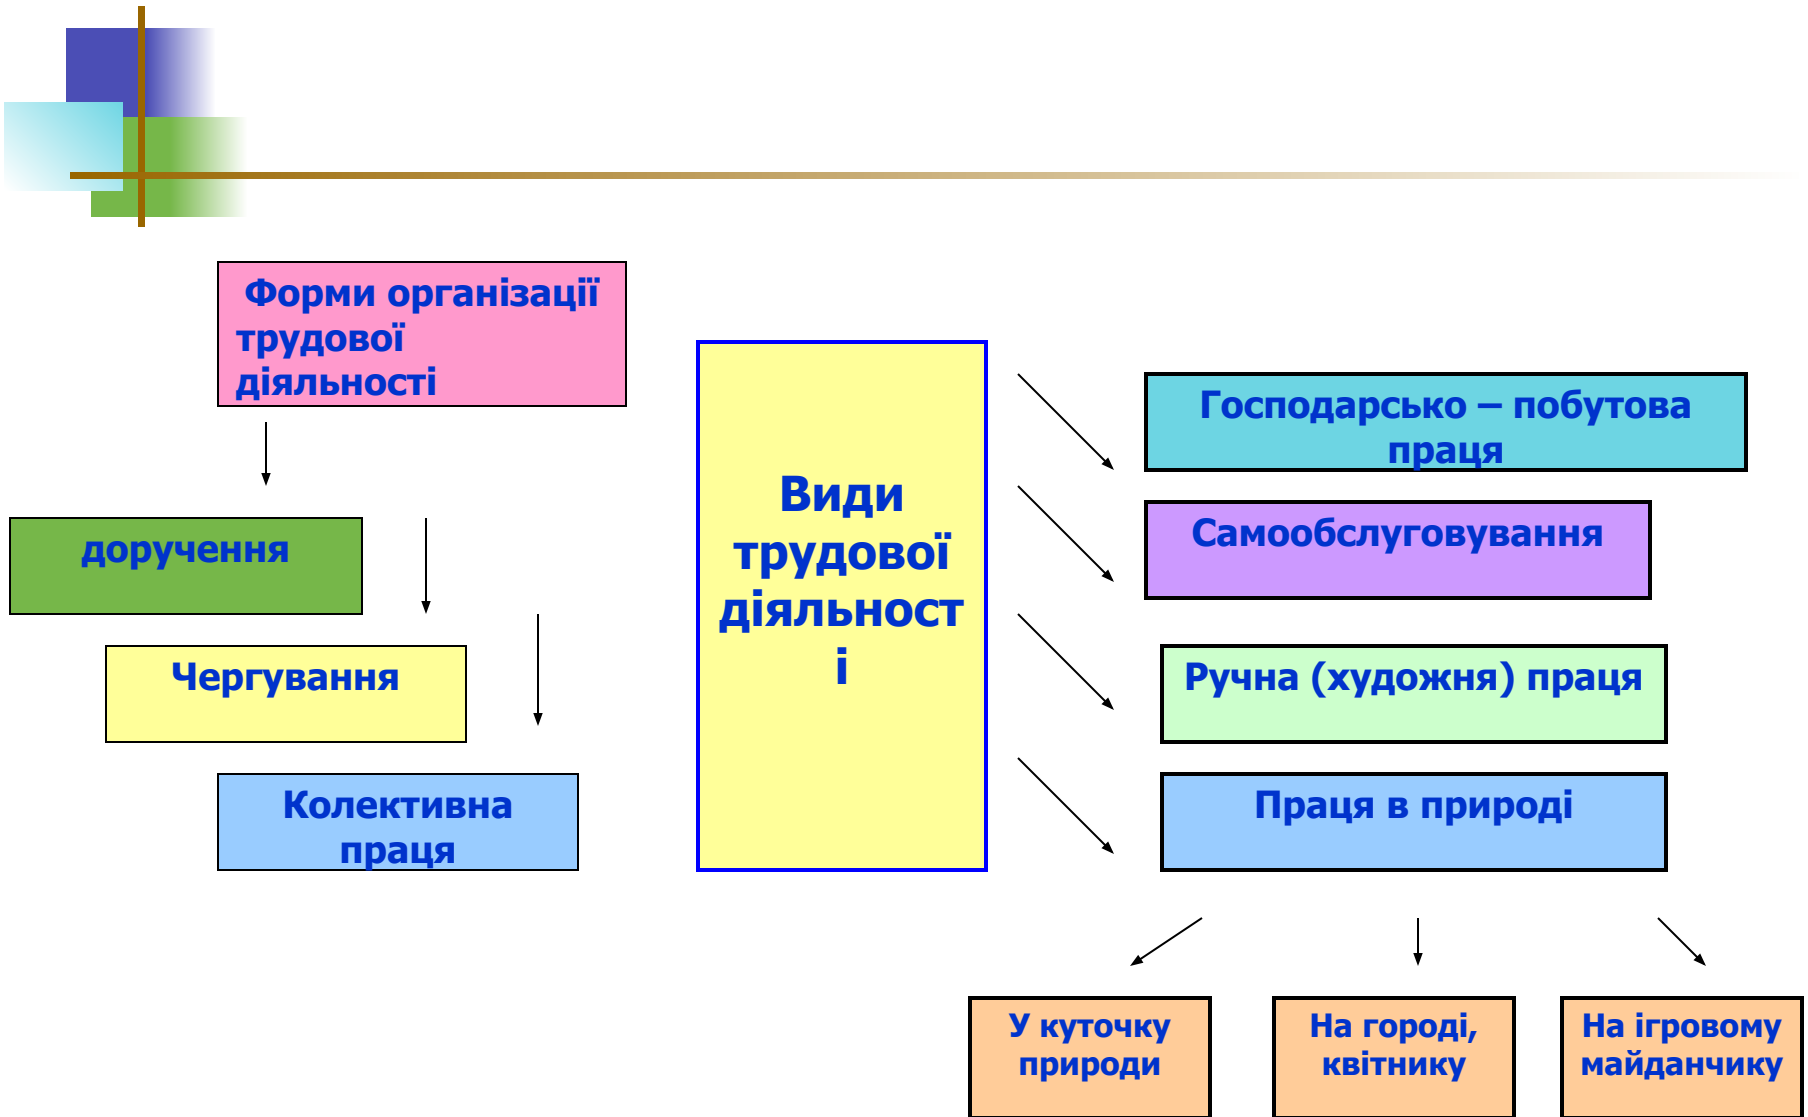 Форми організації
трудової
діяльності
доручення
Чергування
Колективна
праця
Види
трудової
діяльност
і
Господарсько – побутова
праця
Самообслуговування
Ручна (художня) праця
Праця в природі
У куточку
природи
На городі,
квітнику
На ігровому
майданчику